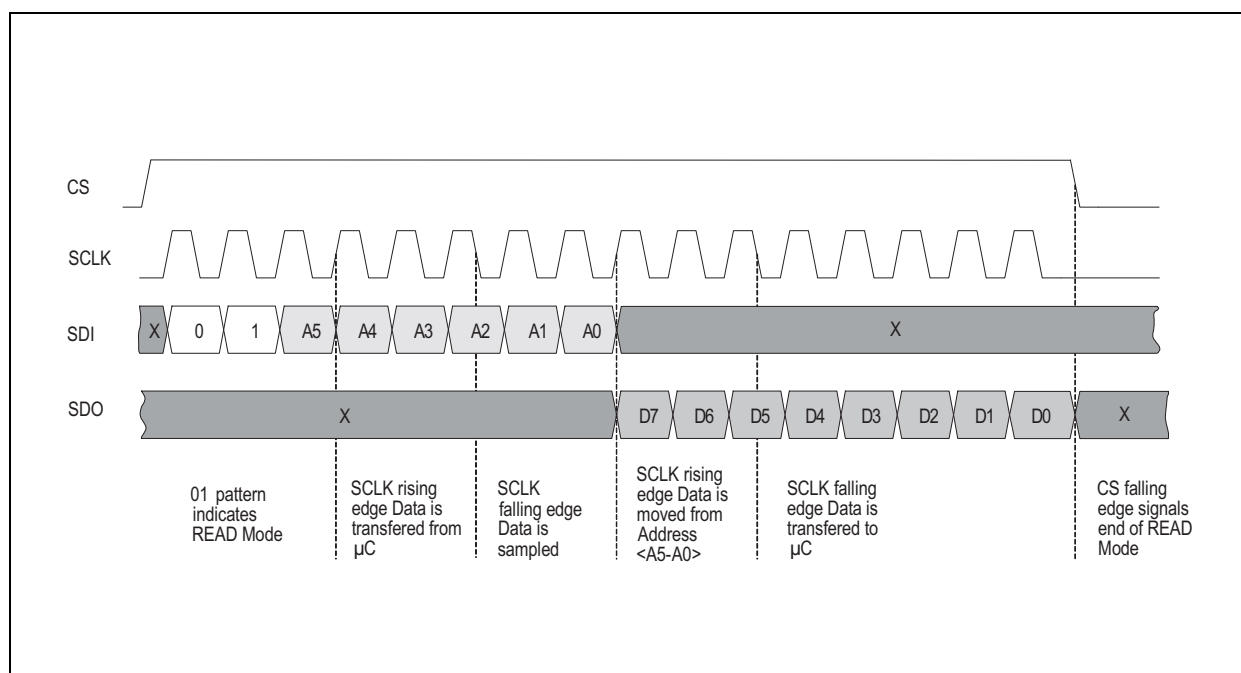 CS
SCLK
SDI
X 0 1 A5 A4 A3 A2 A1 A0 X
SDO
X D7 D6 D5 D4 D3 D2 D1 D0 X
01 pattern
indicates
READ Mode
SCLK rising
edge Data is
transfered from
µC
SCLK
falling edge
Data is
sampled
SCLK rising
edge Data is
moved from
Address
<A5-A0>
SCLK falling
edge Data is
transfered to
µC
CS falling
edge signals
end of READ
Mode